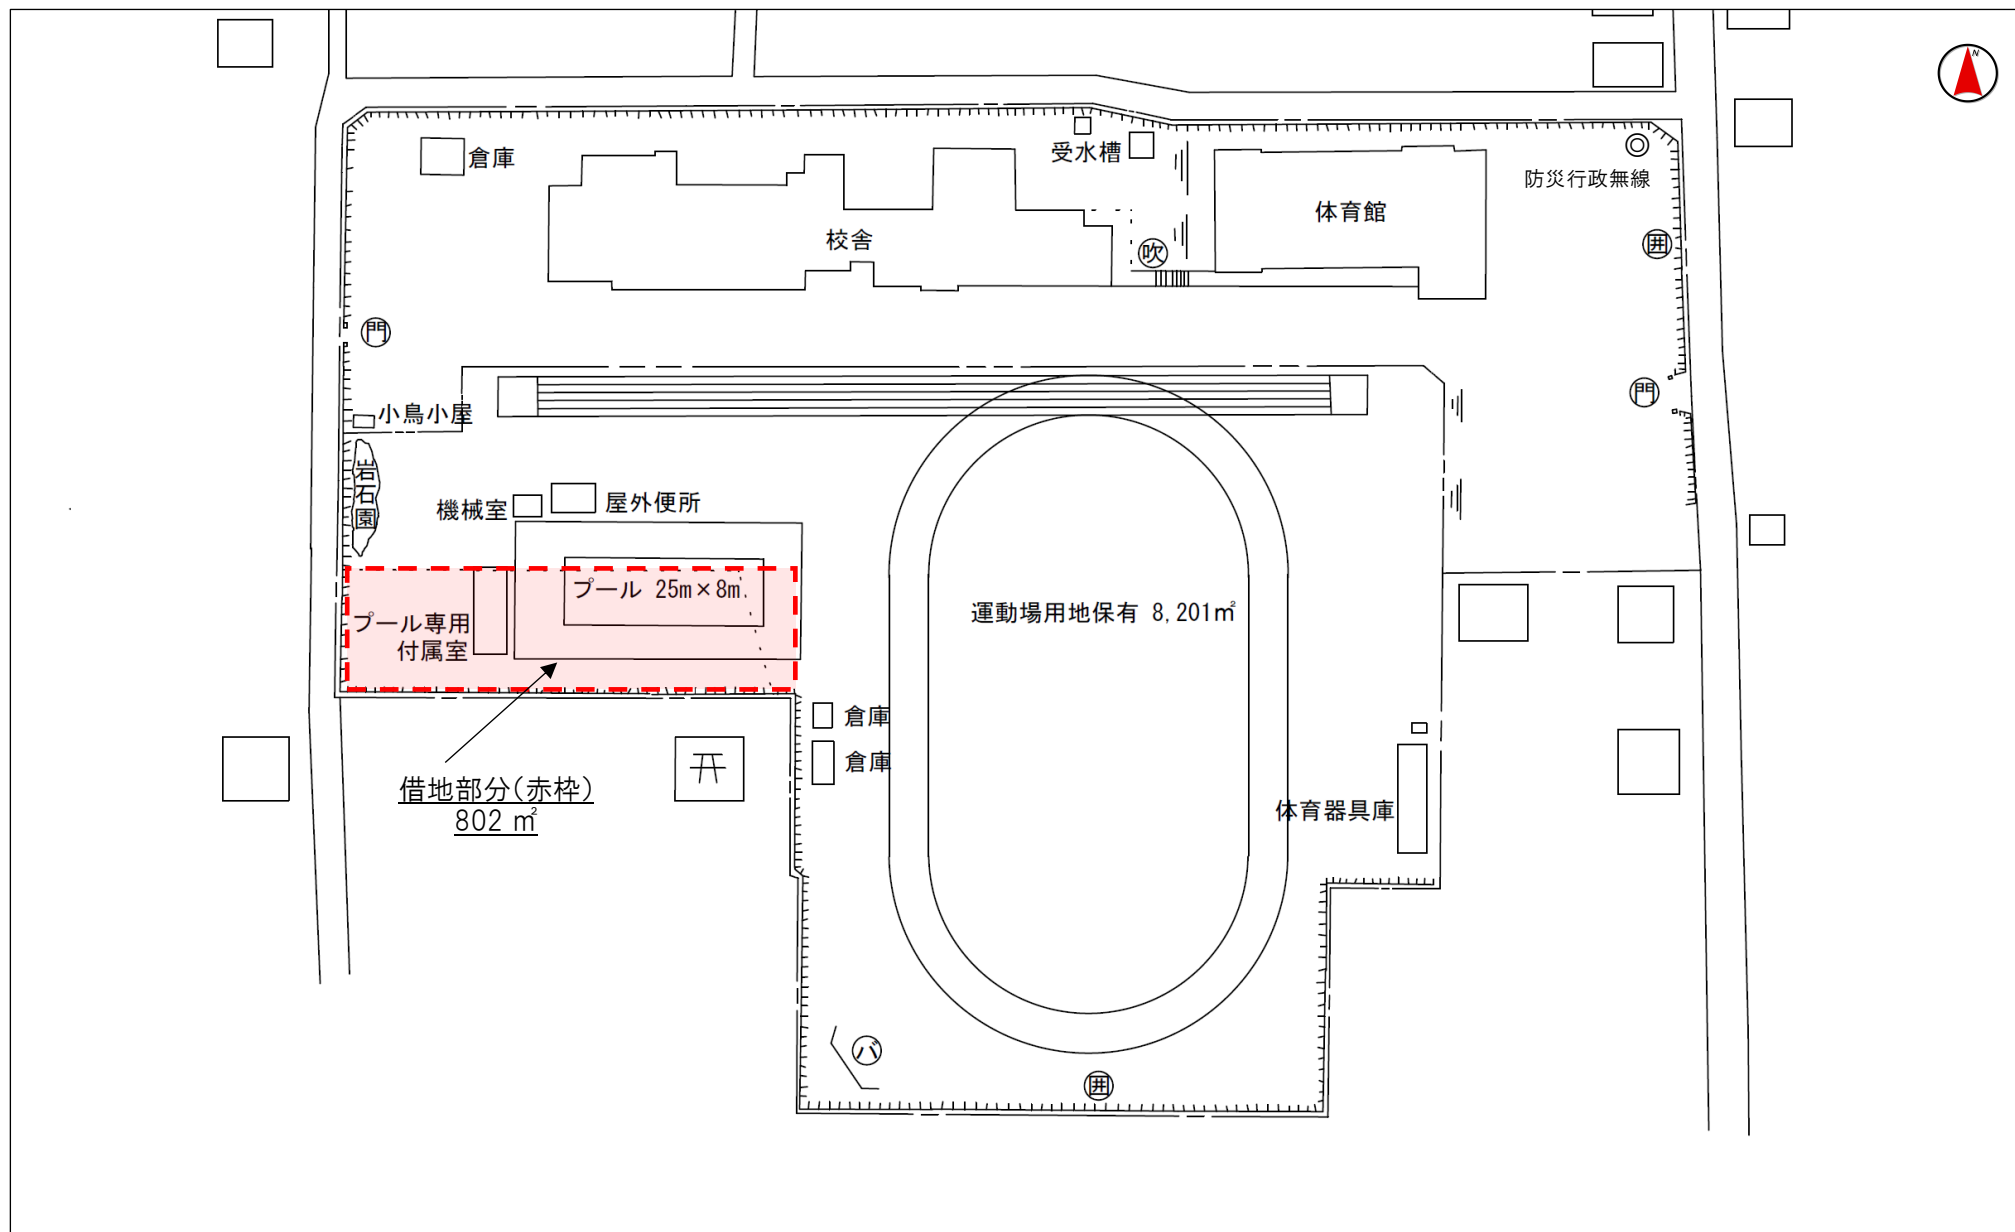 N
倉庫
受水槽
防災行政無線
体育館
校舎
吹
囲
門
門
小鳥小屋
岩石園
機械室
屋外便所
プール 25m×8m
運動場用地保有 8,201㎡
プール専用
付属室
倉庫
倉庫
借地部分(赤枠)
802 ㎡
体育器具庫
バ
囲